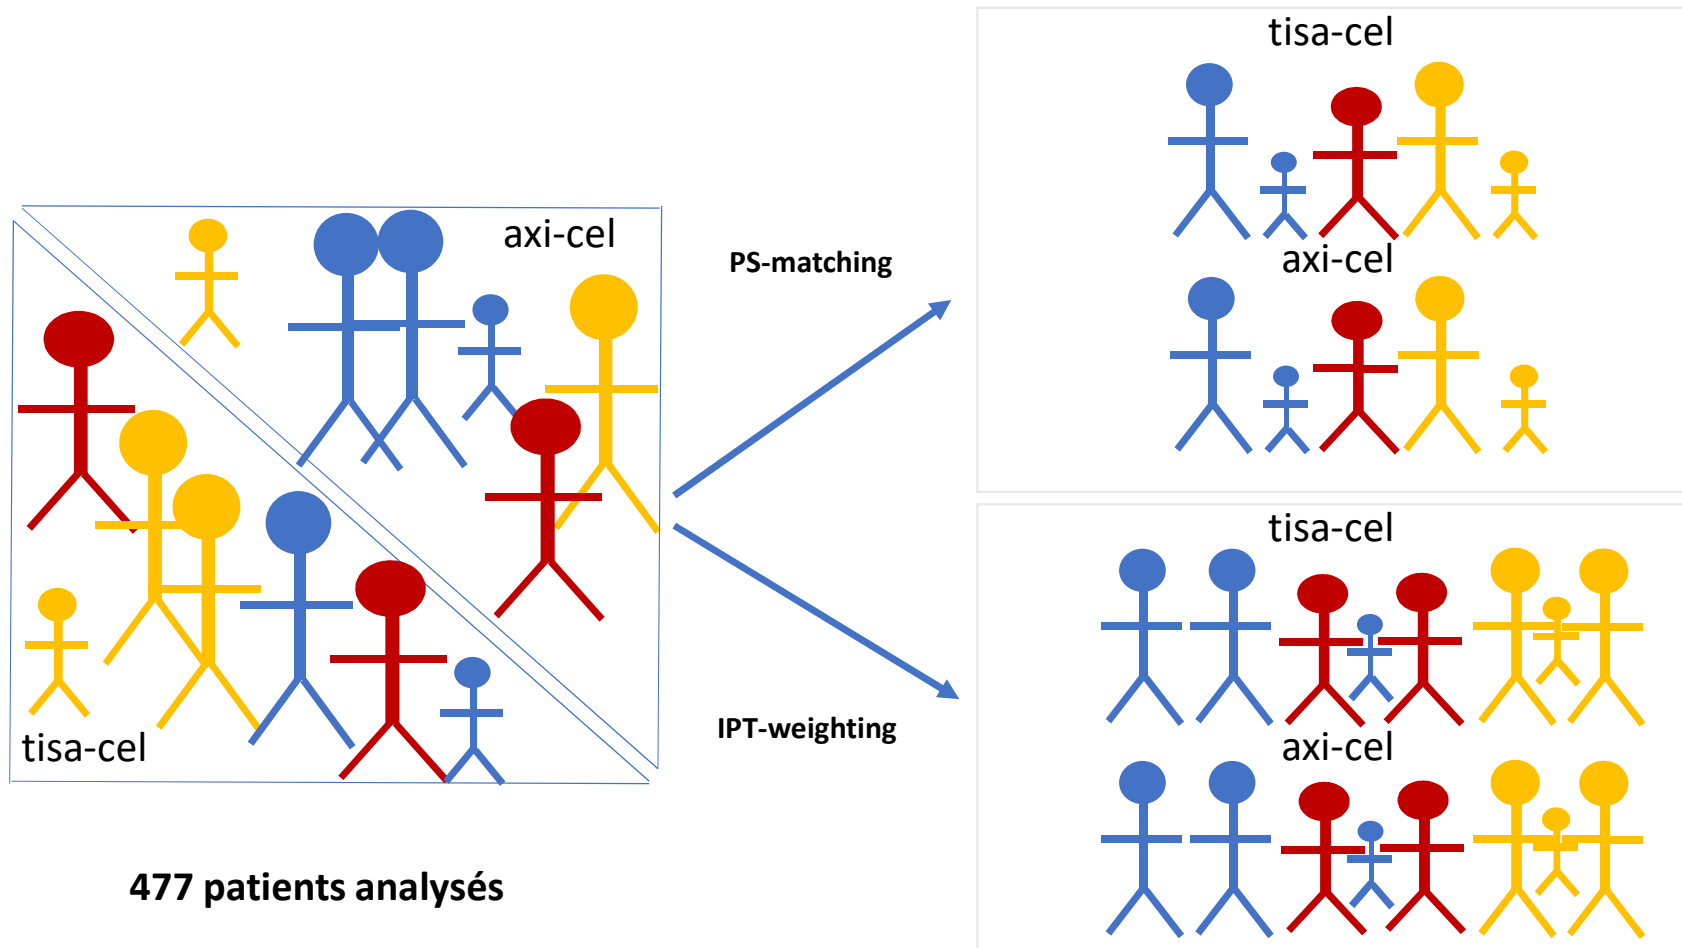 axi-cel
tisa-cel
477 patients analysés
PS-matching
IPT-weighting
tisa-cel
axi-cel
tisa-cel
axi-cel